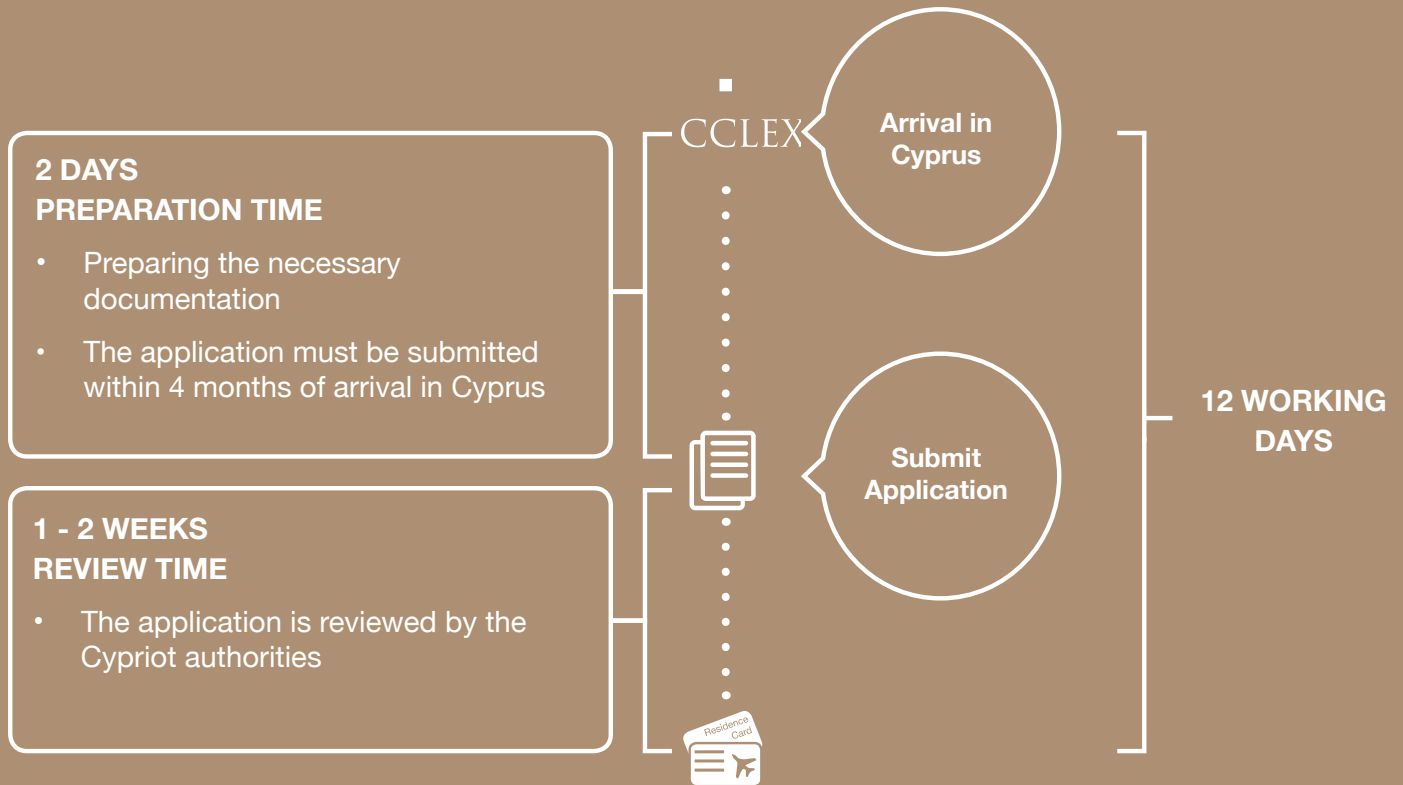 CCLEX
Arrival in
Cyprus
2 DAYS
PREPARATION TIME
• Preparing the necessary
documentation
• The application must be submitted
within 4 months of arrival in Cyprus
Submit
Application
12 WORKING
DAYS
1 - 2 WEEKS
REVIEW TIME
• The application is reviewed by the
Cypriot authorities
Residence
Card